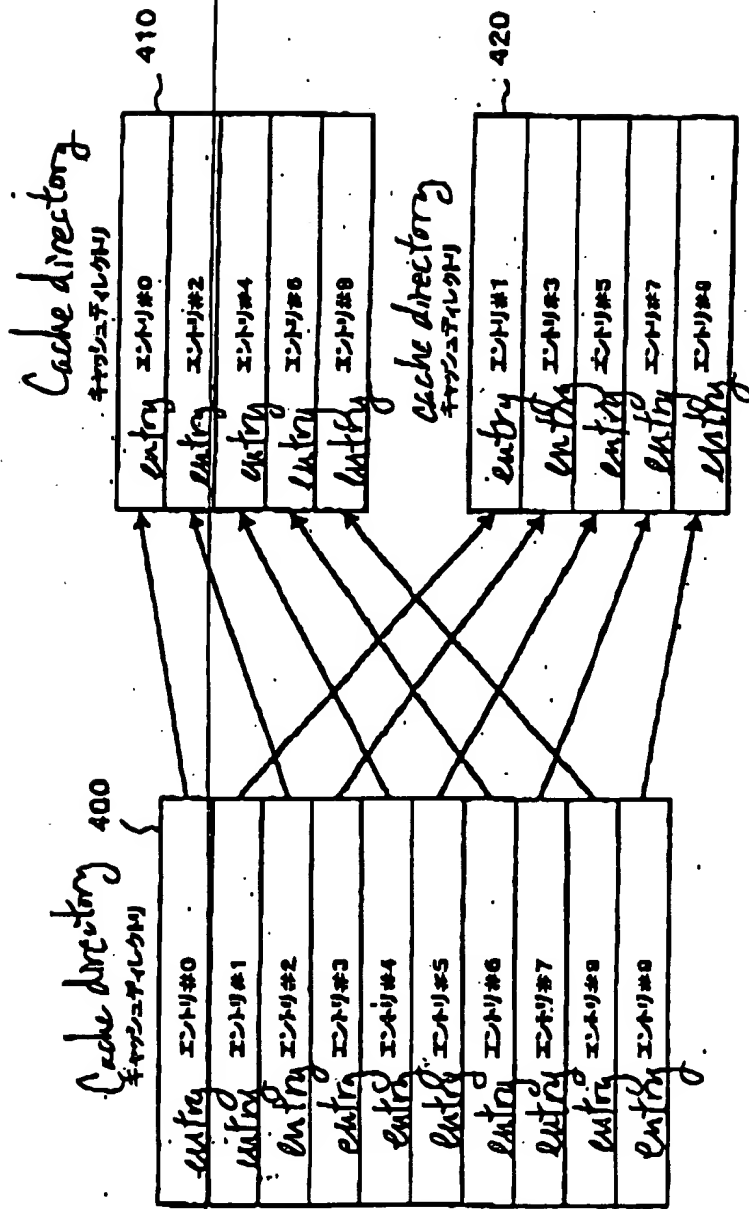 Cache directory
キャッシュディレクトリ
400
entry エントリ#0
entry エントリ#1
entry エントリ#2
entry エントリ#3
entry エントリ#4
entry エントリ#5
entry エントリ#6
entry エントリ#7
entry エントリ#8
entry エントリ#9
Cache directory
キャッシュディレクトリ
410
entry エントリ#0
entry エントリ#2
entry エントリ#4
entry エントリ#6
entry エントリ#8
cache directory
キャッシュディレクトリ
420
entry エントリ#1
entry エントリ#3
entry エントリ#5
entry エントリ#7
entry エントリ#9